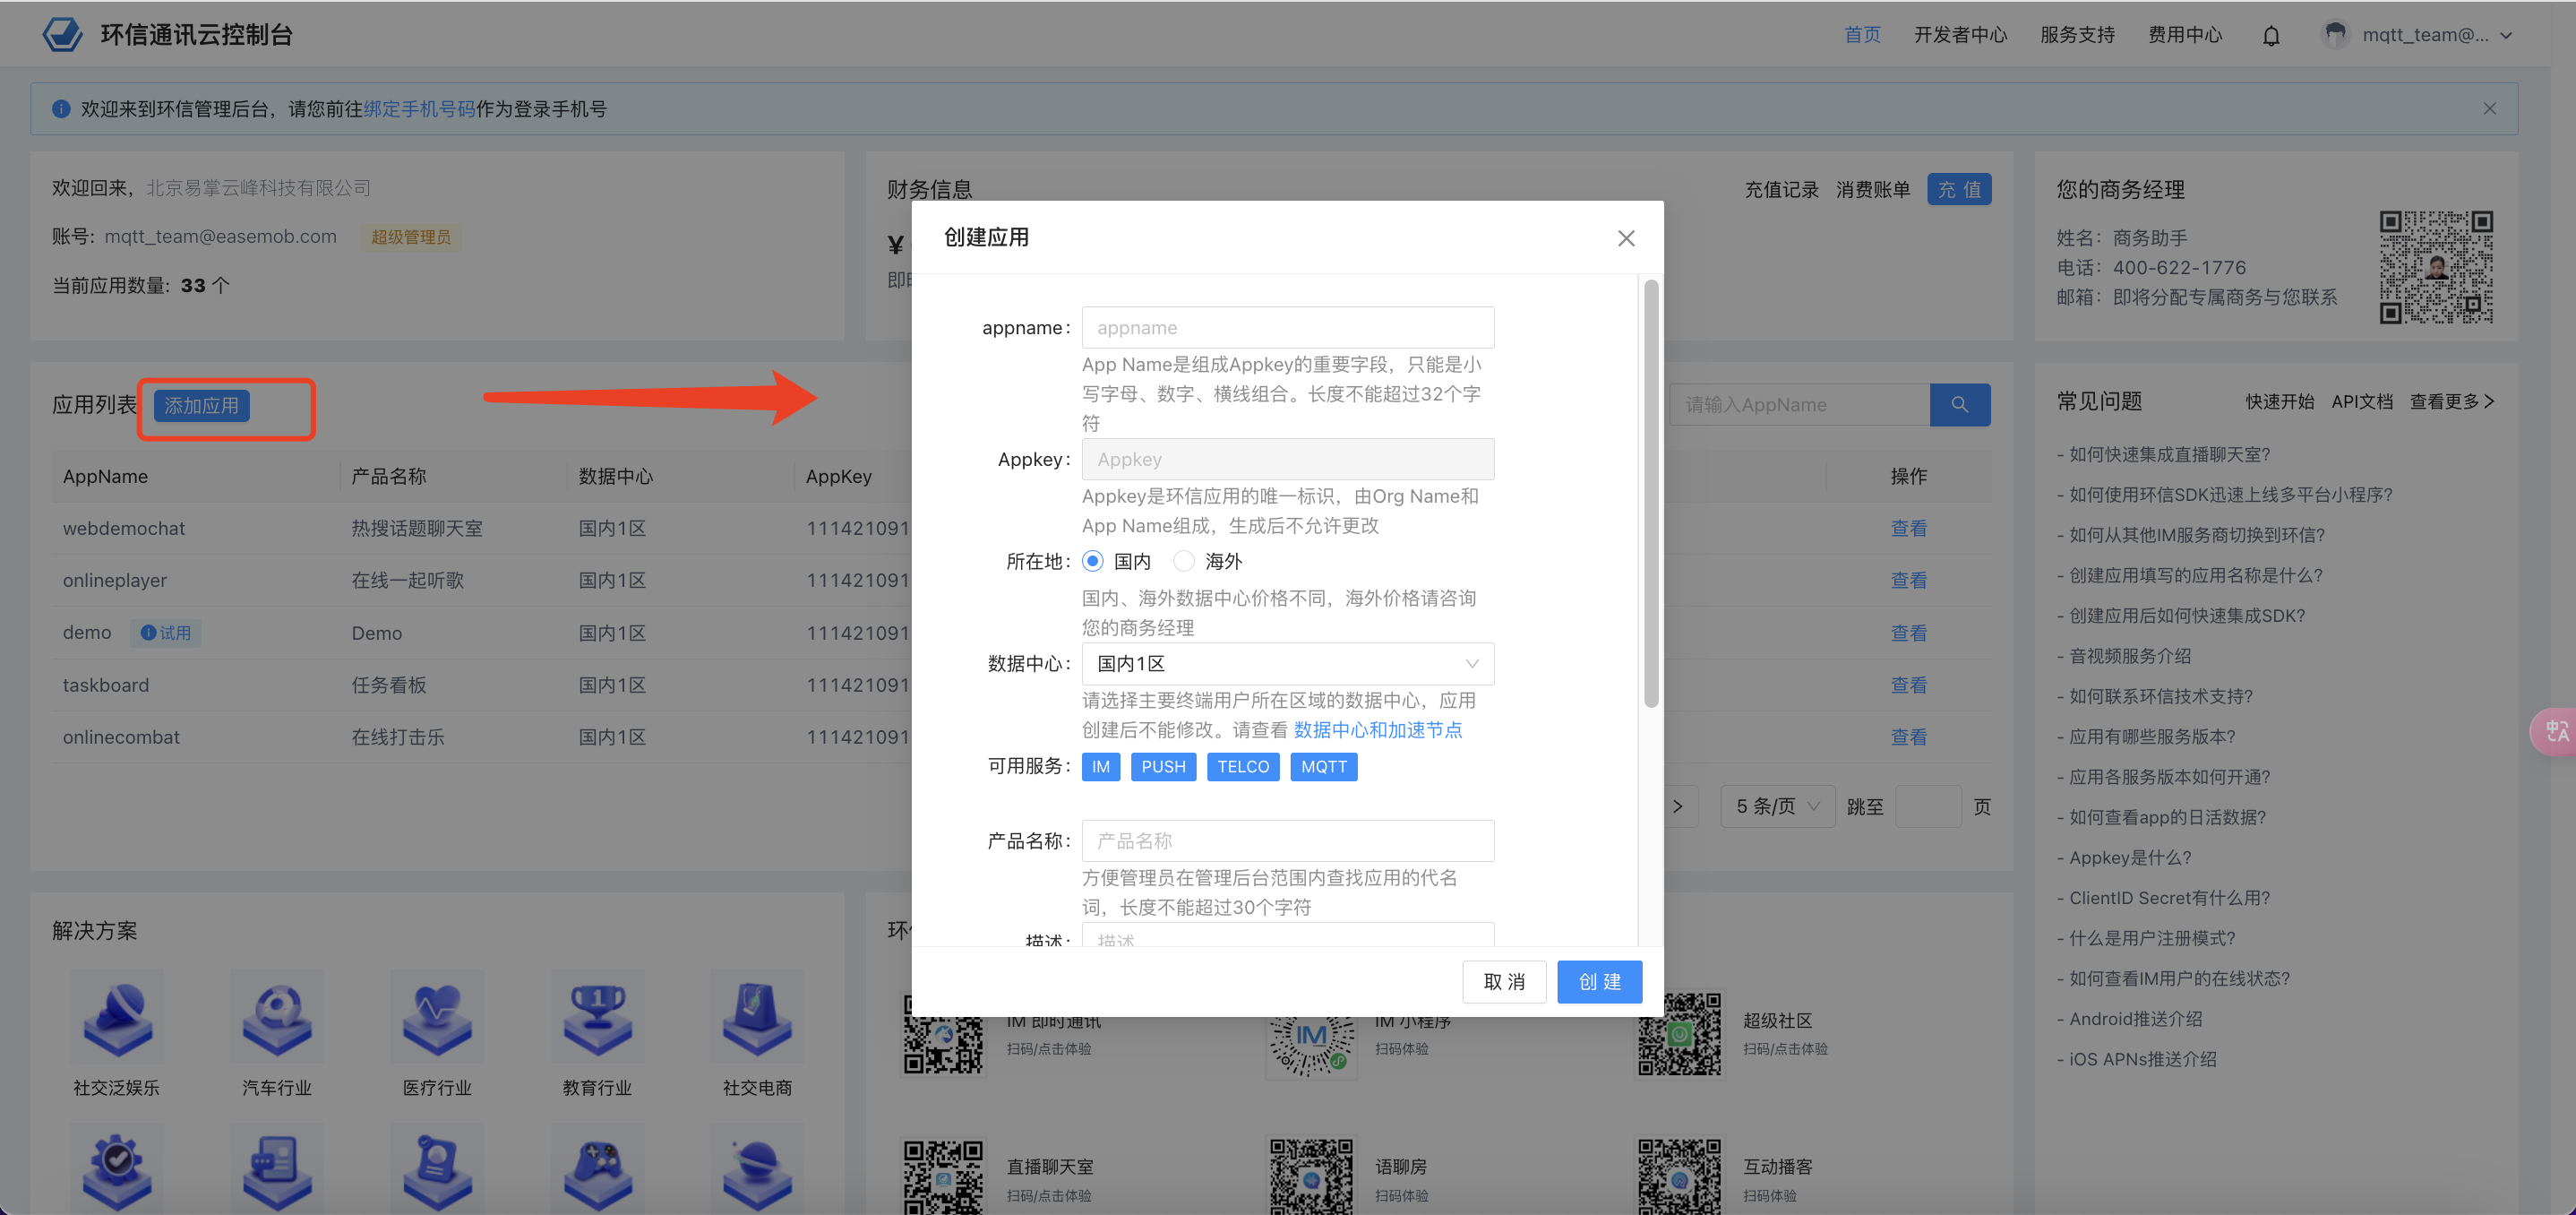 环信通讯云控制台
首页 开发者中心 服务支持 费用中心 mqtt_team@...
欢迎来到环信管理后台，请您前往绑定手机号码作为登录手机号
欢迎回来，北京易掌云峰科技有限公司
账号：mqtt_team@easemob.com 超级管理员
当前应用数量：33 个
财务信息
充值记录 消费账单 充 值
¥
您的商务经理
姓名：商务助手
电话：400-622-1776
邮箱：即将分配专属商务与您联系
应用列表 添加应用
请输入AppName
AppName 产品名称 数据中心 AppKey 操作
webdemochat 热搜话题聊天室 国内1区 111421091 查看
onlineplayer 在线一起听歌 国内1区 111421091 查看
demo 试用 Demo 国内1区 111421091 查看
taskboard 任务看板 国内1区 111421091 查看
onlinecombat 在线打击乐 国内1区 111421091 查看
5 条/页 跳至 页
创建应用
appname： appname
App Name是组成Appkey的重要字段，只能是小
写字母、数字、横线组合。长度不能超过32个字
符
Appkey： Appkey
Appkey是环信应用的唯一标识，由Org Name和
App Name组成，生成后不允许更改
所在地： 国内 海外
国内、海外数据中心价格不同，海外价格请咨询
您的商务经理
数据中心： 国内1区
请选择主要终端用户所在区域的数据中心，应用
创建后不能修改。请查看 数据中心和加速节点
可用服务： IM PUSH TELCO MQTT
产品名称： 产品名称
方便管理员在管理后台范围内查找应用的代名
词，长度不能超过30个字符
描述： 描述
取 消 创 建
常见问题 快速开始 API文档 查看更多
- 如何快速集成直播聊天室?
- 如何使用环信SDK迅速上线多平台小程序?
- 如何从其他IM服务商切换到环信?
- 创建应用填写的应用名称是什么?
- 创建应用后如何快速集成SDK?
- 音视频服务介绍
- 如何联系环信技术支持?
- 应用有哪些服务版本?
- 应用各服务版本如何开通?
- 如何查看app的日活数据?
- Appkey是什么?
- ClientID Secret有什么用?
- 什么是用户注册模式?
- 如何查看IM用户的在线状态?
- Android推送介绍
- iOS APNs推送介绍
解决方案
社交泛娱乐 汽车行业 医疗行业 教育行业 社交电商
IM 即时通讯
扫码/点击体验
IM
IM 小程序
扫码体验
超级社区
扫码/点击体验
直播聊天室
扫码/点击体验
语聊房
扫码体验
互动播客
扫码体验